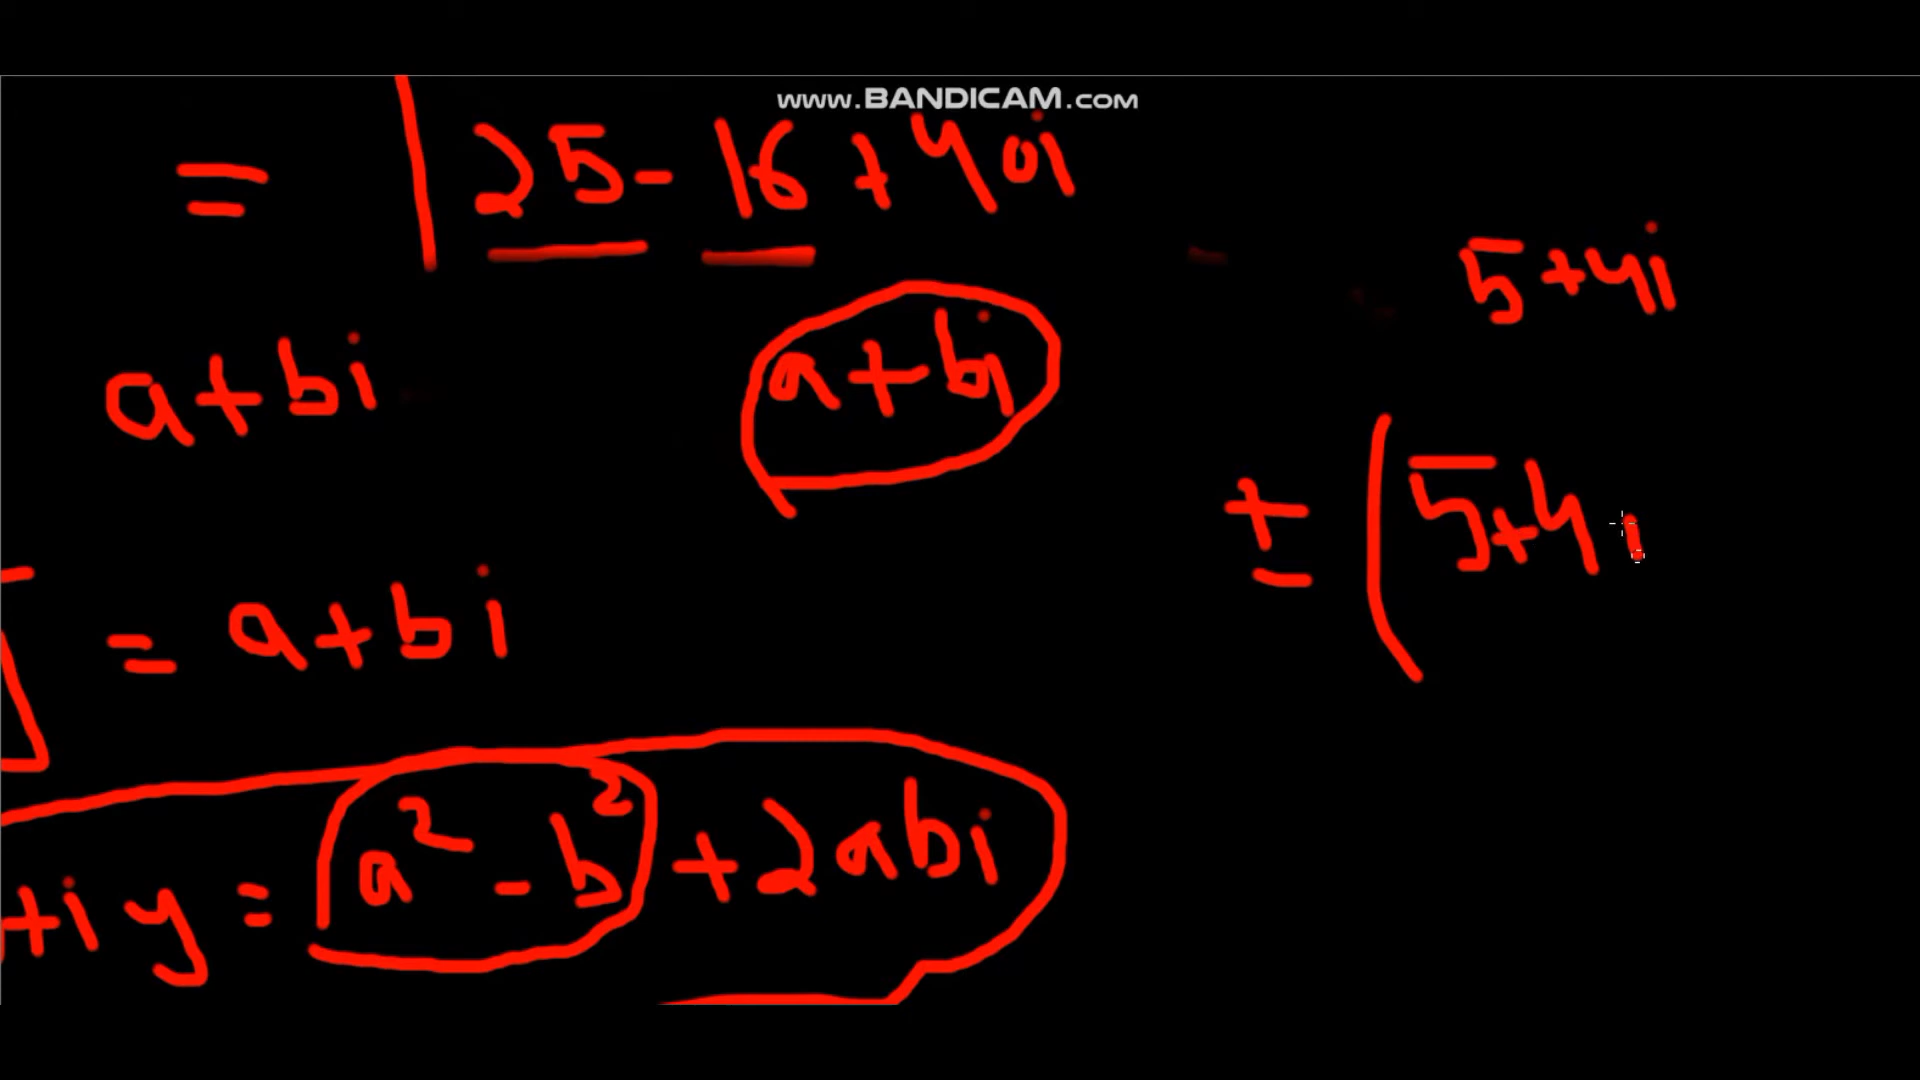 www.BANDICAM.com
= | 25 - 16 + 40i
5+4i
a+bi
a+bi
± (5+4i
= a+bi
+iy = a² - b² + 2abi